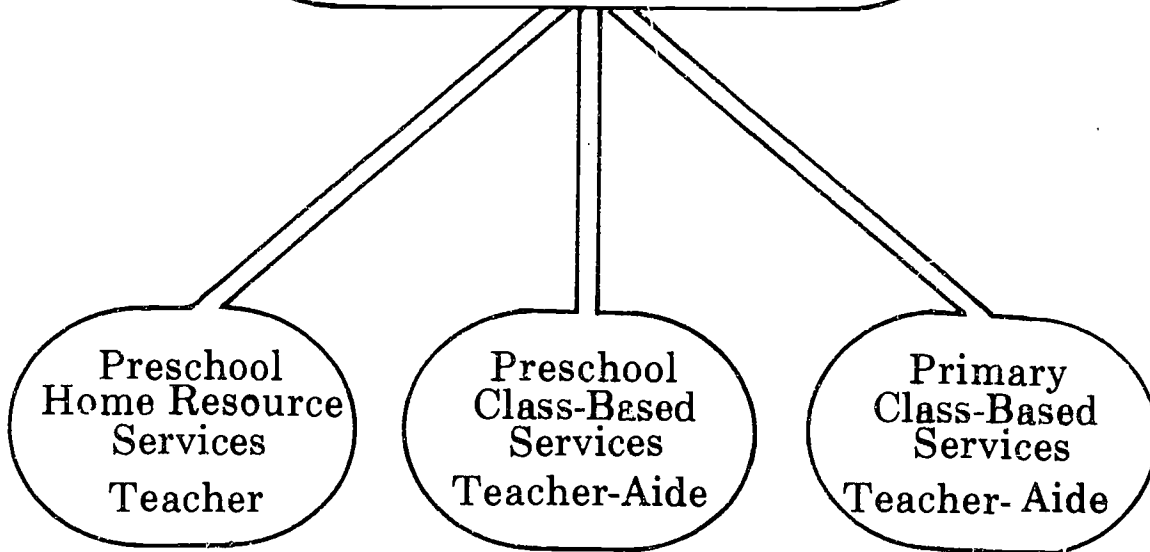 Preschool
Home Resource
Services
Teacher
Preschool
Class-Based
Services
Teacher-Aide
Primary
Class-Based
Services
Teacher- Aide